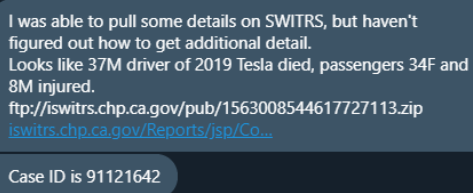 I was able to pull some details on SWITRS, but haven't
figured out how to get additional detail.
Looks like 37M driver of 2019 Tesla died, passengers 34F and
8M injured.
ftp://iswitrs.chp.ca.gov/pub/1563008544617727113.zip
iswitrs.chp.ca.gov/Reports/jsp/Co...
Case ID is 91121642